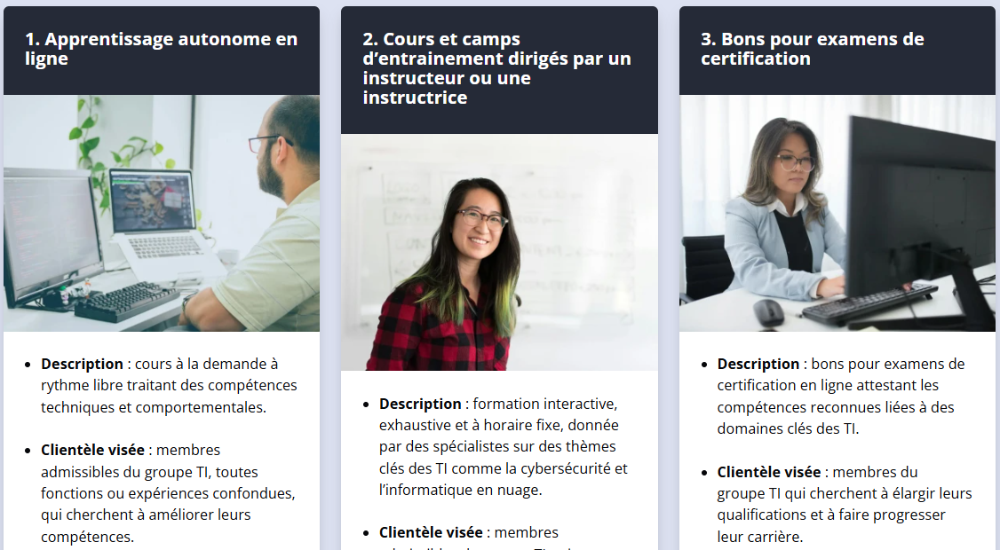 1. Apprentissage autonome en
ligne
Description : cours à la demande à
rythme libre traitant des compétences
techniques et comportementales.
Clientèle visée : membres
admissibles du groupe TI, toutes
fonctions ou expériences confondues,
qui cherchent à améliorer leurs
compétences.
2. Cours et camps
d’entrainement dirigés par un
instructeur ou une
instructrice
Description : formation interactive,
exhaustive et à horaire fixe, donnée
par des spécialistes sur des thèmes
clés des TI comme la cybersécurité et
l’informatique en nuage.
Clientèle visée : membres
3. Bons pour examens de
certification
Description : bons pour examens de
certification en ligne attestant les
compétences reconnues liées à des
domaines clés des TI.
Clientèle visée : membres du
groupe TI qui cherchent à élargir leurs
qualifications et à faire progresser
leur carrière.